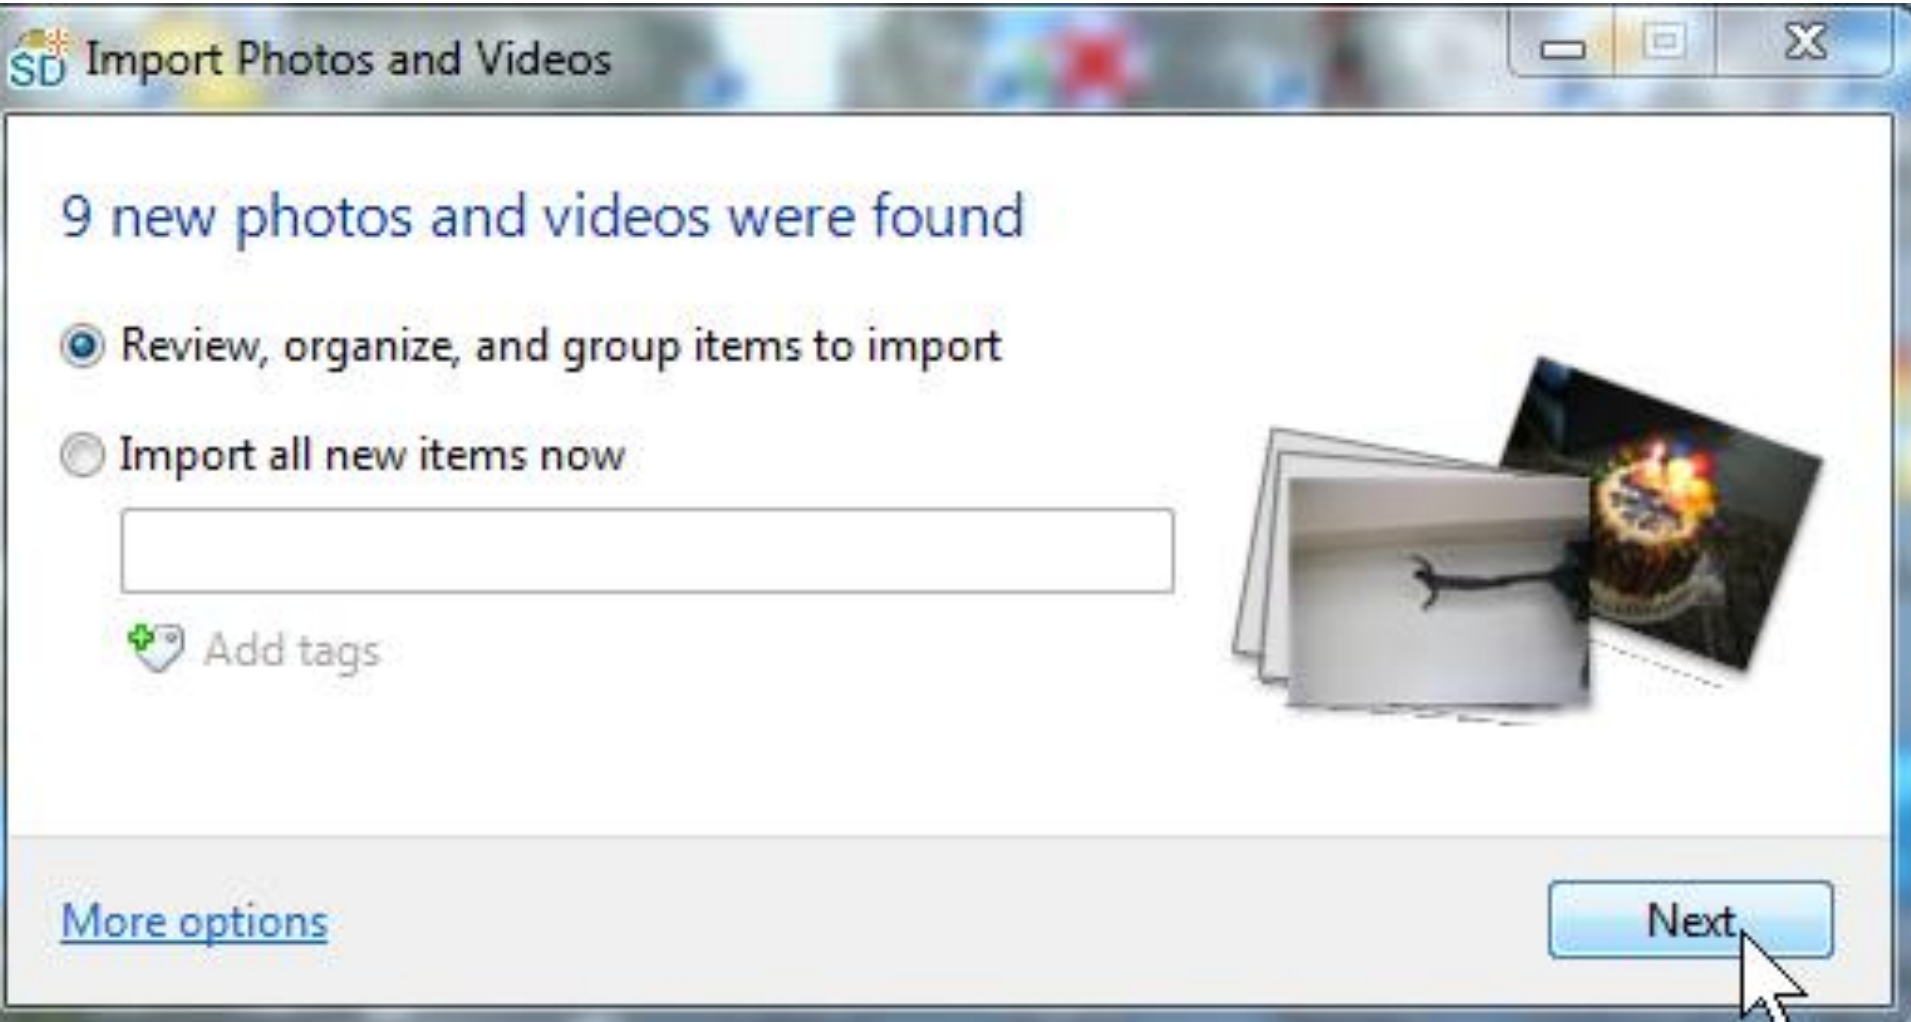 SD Import Photos and Videos
9 new photos and videos were found
Review, organize, and group items to import
Import all new items now
Add tags
More options
Next